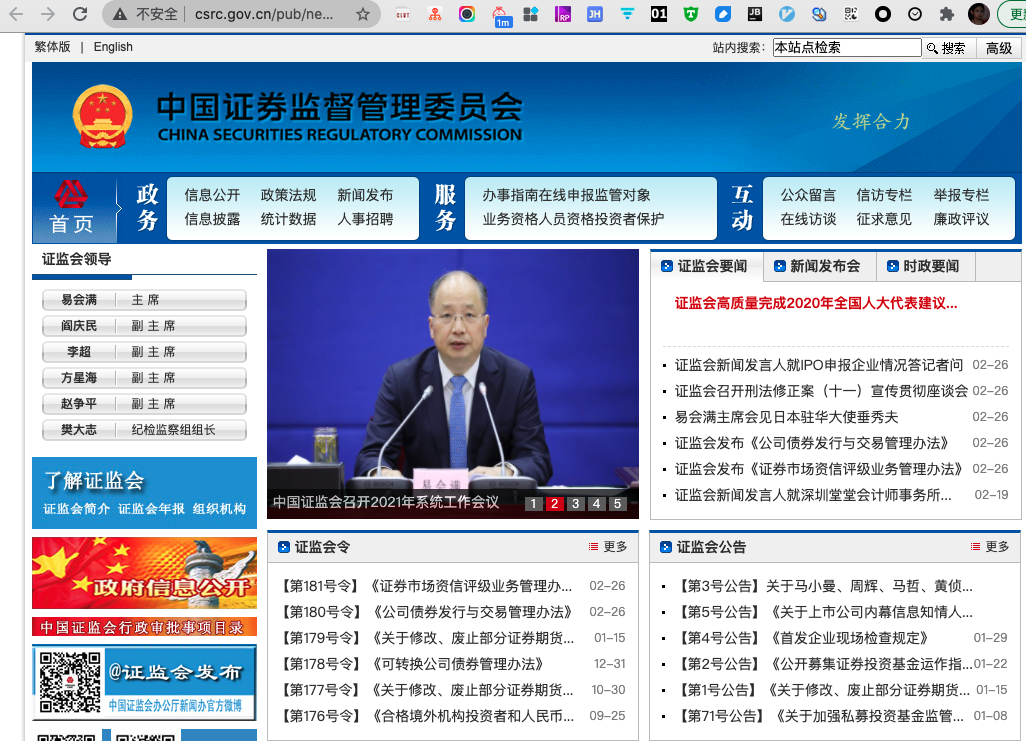 不安全 | csrc.gov.cn/pub/ne...
1m
RP
JH
01
JB
更
繁体版 | English
站内搜索：
本站点检索
搜索
高级
中国证券监督管理委员会
CHINA SECURITIES REGULATORY COMMISSION
发挥合力
首页
政务
信息公开 政策法规 新闻发布
信息披露 统计数据 人事招聘
服务
办事指南在线申报监管对象
业务资格人员资格投资者保护
互动
公众留言 信访专栏 举报专栏
在线访谈 征求意见 廉政评议
证监会领导
易会满 主 席
阎庆民 副 主 席
李超 副 主 席
方星海 副 主 席
赵争平 副 主 席
樊大志 纪检监察组组长
了解证监会
证监会简介 证监会年报 组织机构
政府信息公开
中国证监会行政审批事项目录
@证监会发布
中国证监会办公厅新闻办官方微博
易会满
中国证监会召开2021年系统工作会议
1 2 3 4 5
证监会要闻 新闻发布会 时政要闻
证监会高质量完成2020年全国人大代表建议...
证监会新闻发言人就IPO申报企业情况答记者问 02-26
证监会召开刑法修正案（十一）宣传贯彻座谈会 02-26
易会满主席会见日本驻华大使垂秀夫 02-26
证监会发布《公司债券发行与交易管理办法》 02-26
证监会发布《证券市场资信评级业务管理办法》 02-26
证监会新闻发言人就深圳堂堂会计师事务所... 02-19
证监会令 更多
【第181号令】《证券市场资信评级业务管理办... 02-26
【第180号令】《公司债券发行与交易管理办法》 02-26
【第179号令】《关于修改、废止部分证券期货... 01-15
【第178号令】《可转换公司债券管理办法》 12-31
【第177号令】《关于修改、废止部分证券期货... 10-30
【第176号令】《合格境外机构投资者和人民币... 09-25
证监会公告 更多
【第3号公告】关于马小曼、周辉、马哲、黄侦...
【第5号公告】《关于上市公司内幕信息知情人...
【第4号公告】《首发企业现场检查规定》 01-29
【第2号公告】《公开募集证券投资基金运作指... 01-22
【第1号公告】《关于修改、废止部分证券期货... 01-15
【第71号公告】《关于加强私募投资基金监管... 01-08